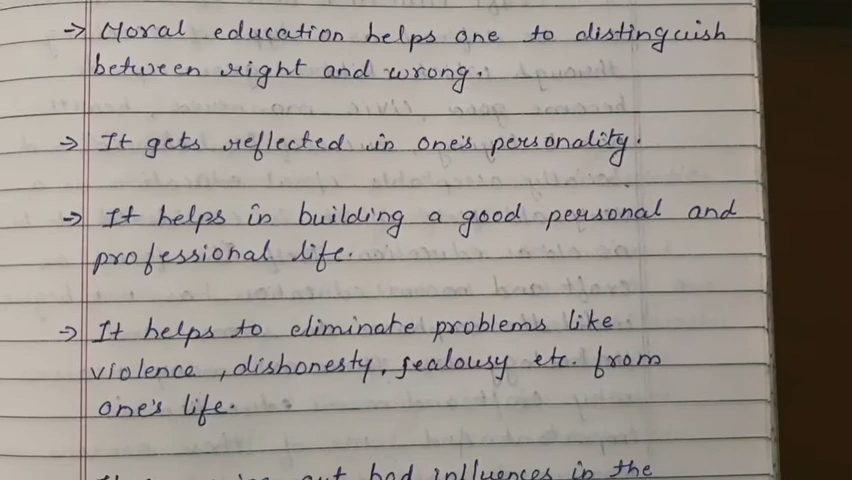 → Moral education helps one to distinguish
between right and wrong.
→ It gets reflected in one's personality.
→ It helps in building a good personal and
professional life.
→ It helps to eliminate problems like
violence, dishonesty, jealousy etc. from
one's life.
out bad influences in the